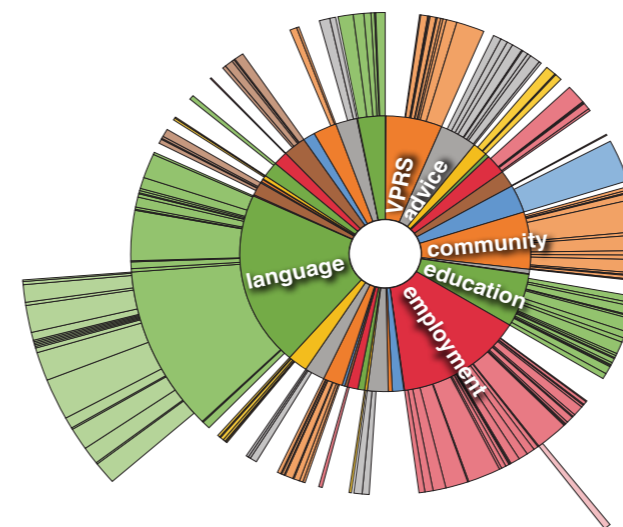 VPRS
advice
community
education
employment
language